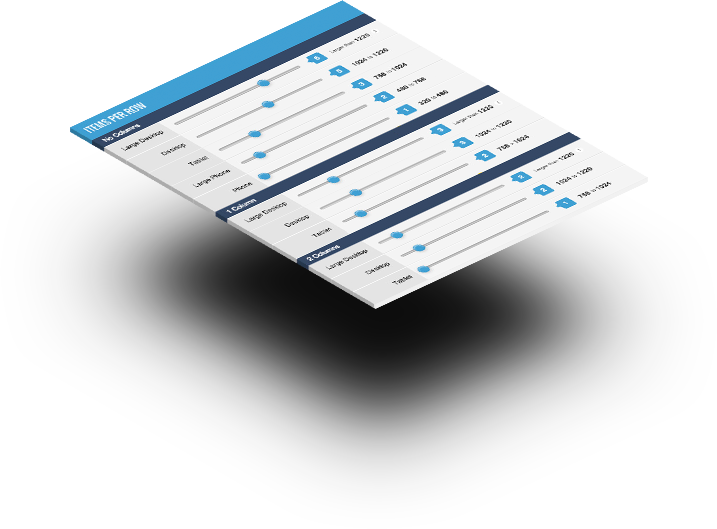 ITEMS PER ROW
No Columns
Large Desktop 6 Larger than 1220
Desktop 5 1024 to 1220
Tablet 3 768 to 1024
Large Phone 2 480 to 768
Phone 1 320 to 480
1 Column
Large Desktop 3 Larger than 1220
Desktop 3 1024 to 1220
Tablet 2 768 to 1024
2 Columns
Large Desktop 2 Larger than 1220
Desktop 2 1024 to 1220
Tablet 1 768 to 1024